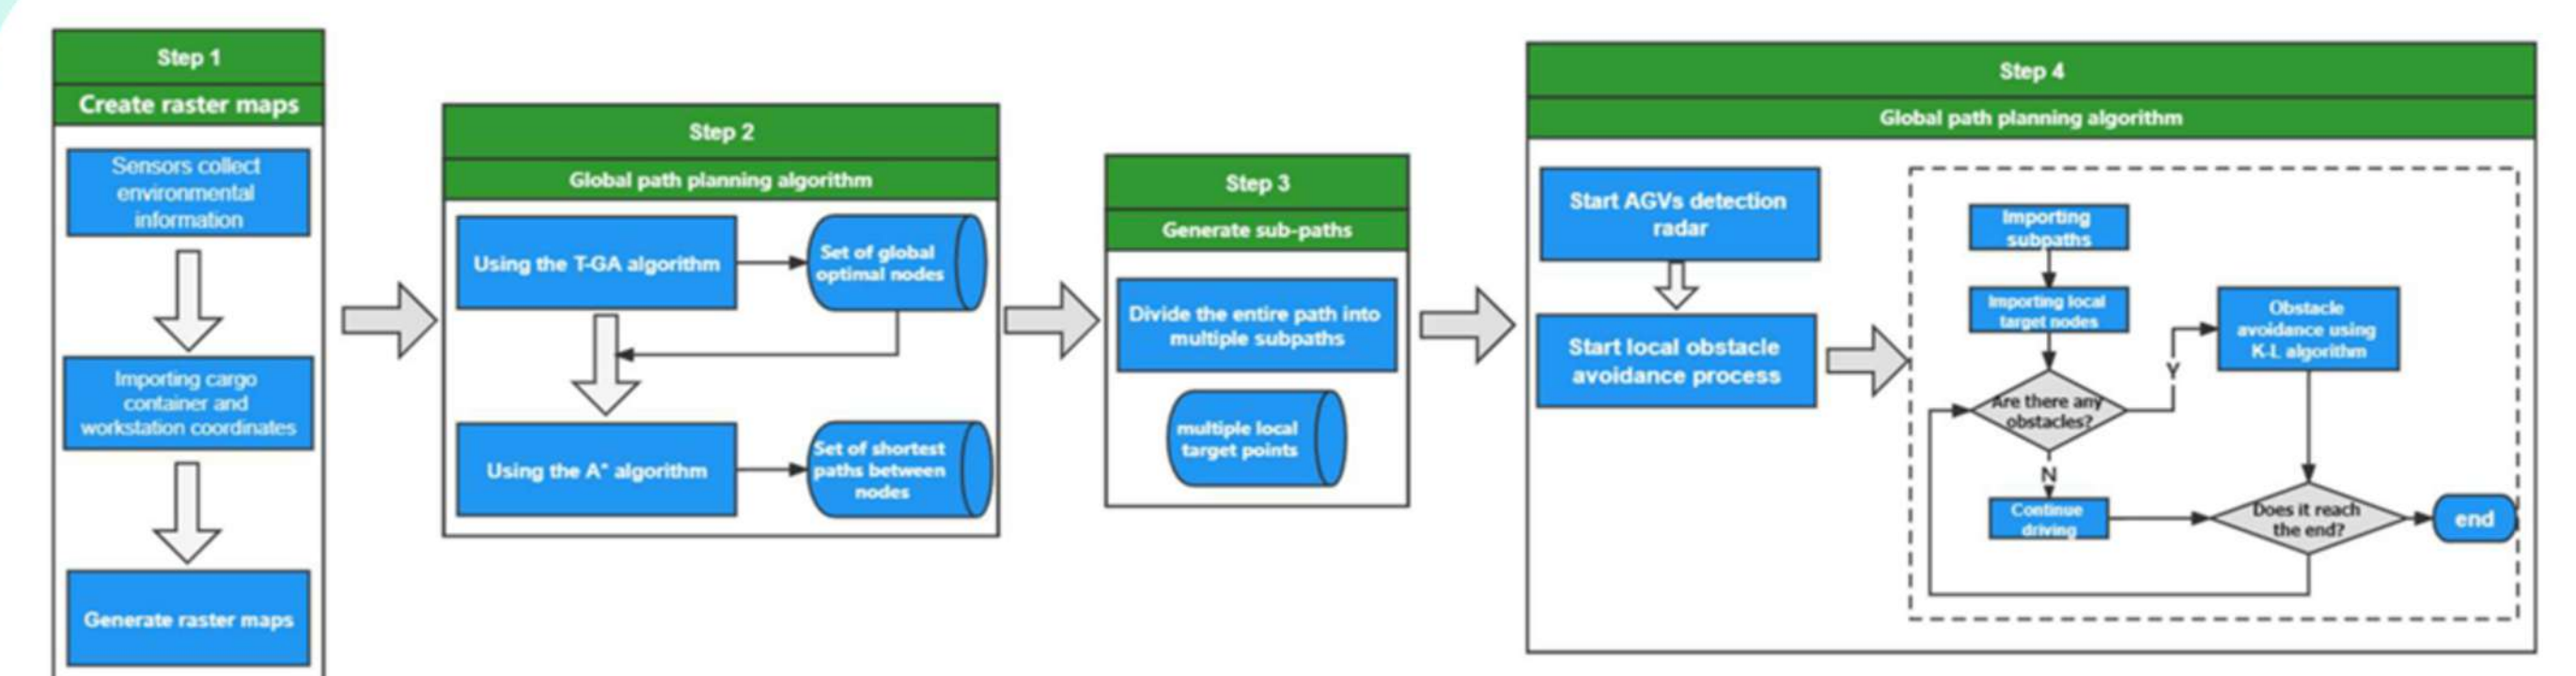 Step 1
Create raster maps
Sensors collect
environmental
information
Importing cargo
container and
workstation coordinates
Generate raster maps
Step 2
Global path planning algorithm
Using the T-GA algorithm
Set of global
optimal nodes
Using the A* algorithm
Set of shortest
paths between
nodes
Step 3
Generate sub-paths
Divide the entire path into
multiple subpaths
multiple local
target points
Step 4
Global path planning algorithm
Start AGVs detection
radar
Start local obstacle
avoidance process
Importing
subpaths
Importing local
target nodes
Are there any
obstacles?
Y
Obstacle
avoidance using
K-L algorithm
N
Continue
driving
Does it reach
the end?
end